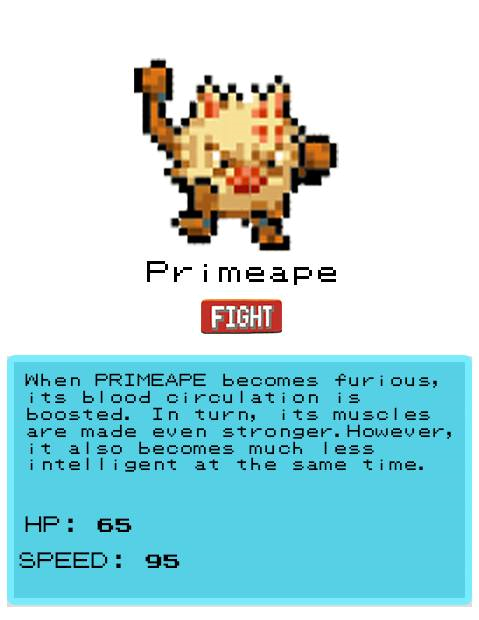 Primeape
FIGHT
When PRIMEAPE becomes furious,
its blood circulation is
boosted. In turn, its muscles
are made even stronger.However,
it also becomes much less
intelligent at the same time.
HP: 65
SPEED: 95